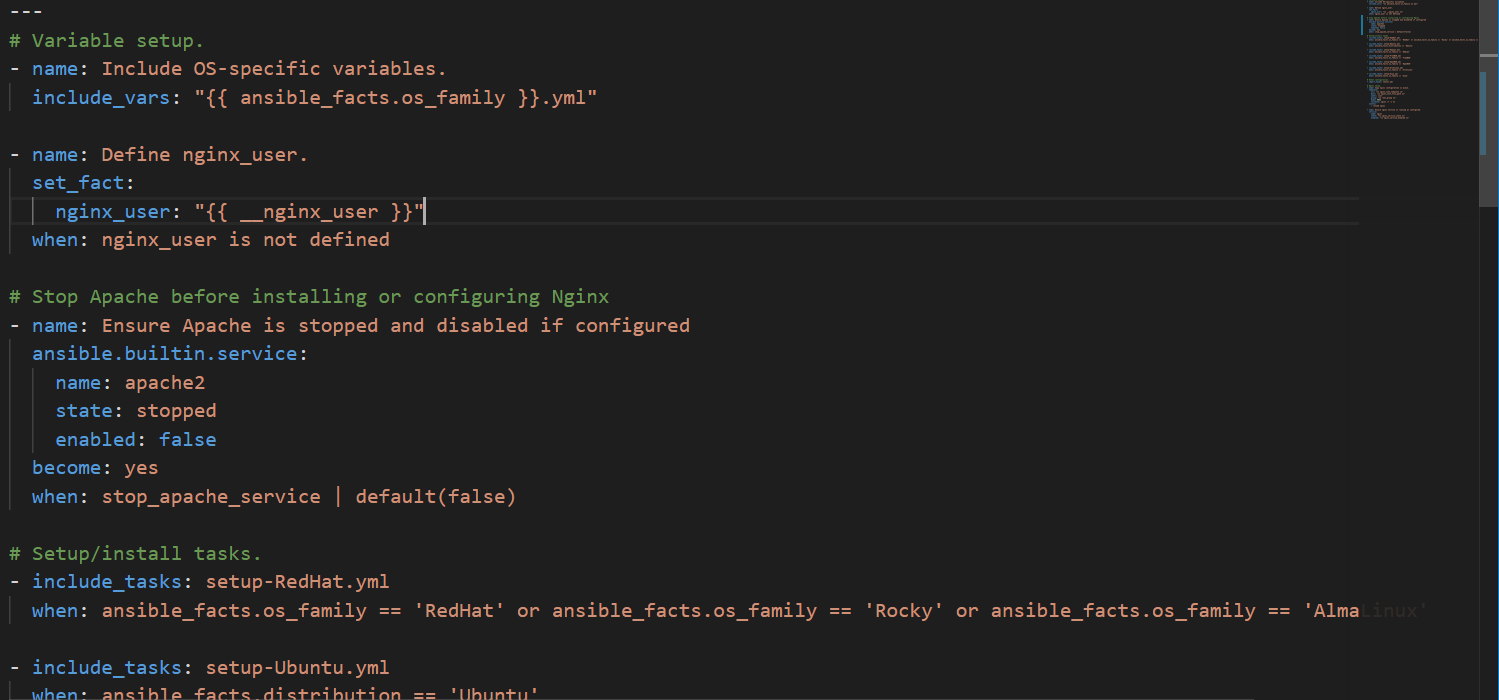 ---
# Variable setup.
- name: Include OS-specific variables.
  include_vars: "{{ ansible_facts.os_family }}.yml"
- name: Define nginx_user.
  set_fact:
    nginx_user: "{{ __nginx_user }}"
  when: nginx_user is not defined
# Stop Apache before installing or configuring Nginx
- name: Ensure Apache is stopped and disabled if configured
  ansible.builtin.service:
    name: apache2
    state: stopped
    enabled: false
  become: yes
  when: stop_apache_service | default(false)
# Setup/install tasks.
- include_tasks: setup-RedHat.yml
  when: ansible_facts.os_family == 'RedHat' or ansible_facts.os_family == 'Rocky' or ansible_facts.os_family == 'AlmaLinux'
- include_tasks: setup-Ubuntu.yml
  when: ansible_facts.distribution == 'Ubuntu'